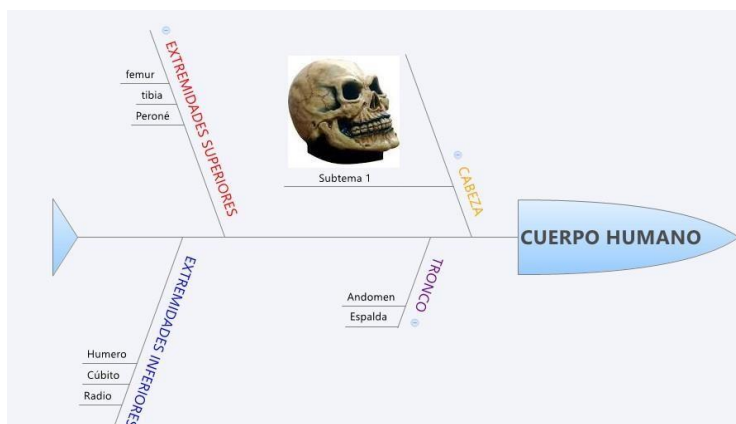 EXTREMIDADES SUPERIORES
femur
tibia
Peroné
Subtema 1
CABEZA
CUERPO HUMANO
EXTREMIDADES INFERIORES
Humero
Cúbito
Radio
TRONCO
Andomen
Espalda